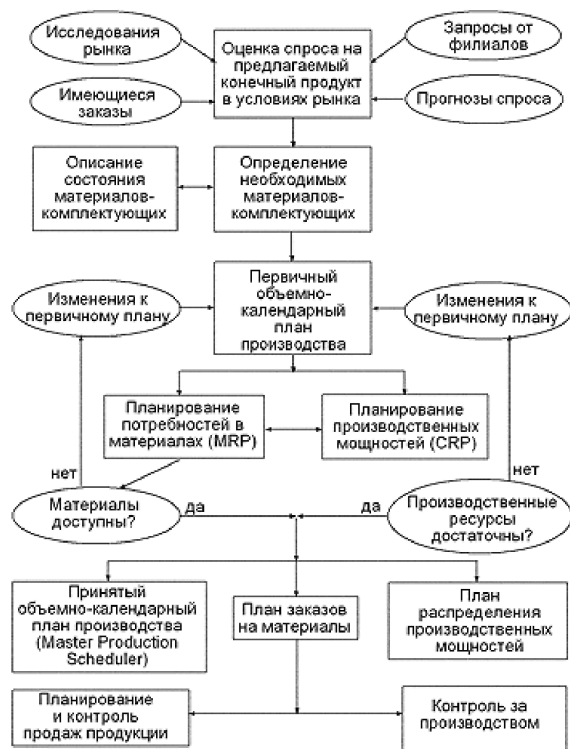 Исследования
рынка
Оценка спроса на
предлагаемый
конечный продукт
в условиях рынка
Запросы от
филиалов
Имеющиеся
заказы
Прогнозы спроса
Описание
состояния
материалов-
комплектующих
Определение
необходимых
материалов-
комплектующих
Изменения к
первичному плану
Первичный
объемно-
календарный
план
производства
Изменения к
первичному плану
Планирование
потребностей в
материалах (MRP)
Планирование
производственных
мощностей (CRP)
нет
нет
Материалы
доступны?
да
да
Производственные
ресурсы
достаточны?
Принятый
объемно-календарный
план производства
(Master Production
Scheduler)
План заказов
на материалы
План
распределения
производственных
мощностей
Планирование
и контроль
продаж продукции
Контроль за
производством